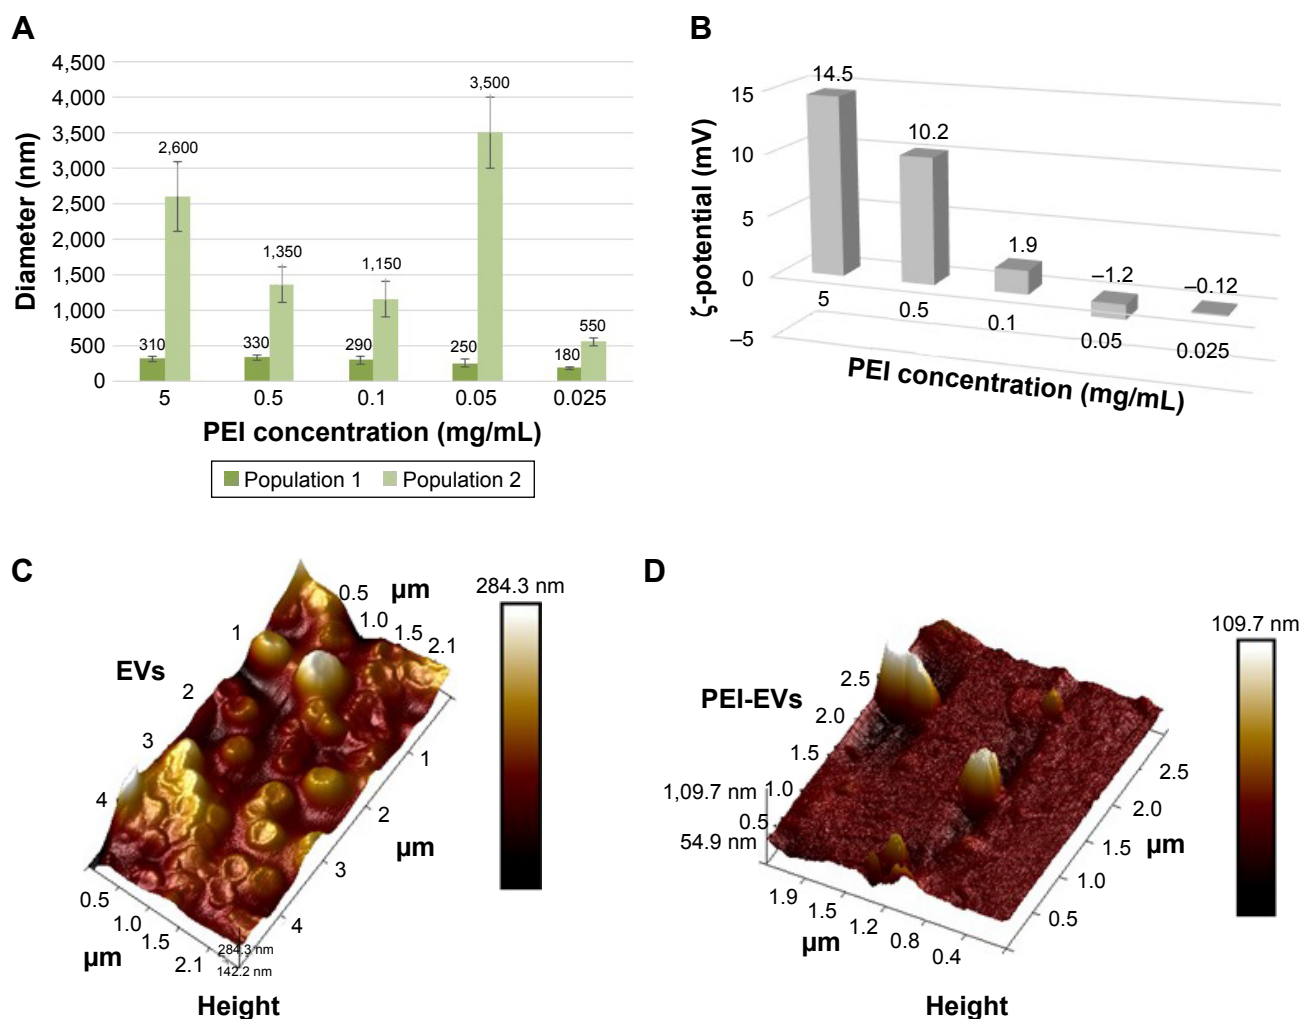 A
4,500
4,000
3,500
3,000
2,500
2,000
1,500
1,000
500
0
Diameter (nm)
2,600
1,350
1,150
3,500
550
310
330
290
250
180
5 0.5 0.1 0.05 0.025
PEI concentration (mg/mL)
Population 1 Population 2
B
15
10
5
0
–5
ζ-potential (mV)
14.5
10.2
1.9
–1.2
–0.12
5
0.5
0.1
0.05
0.025
PEI concentration (mg/mL)
C
EVs
µm
0.5
1.0
1.5
2.1
1
2
3
4
1
2
3
4
µm
0.5
1.0
1.5
2.1
µm
284.3 nm
142.2 nm
284.3 nm
Height
D
PEI-EVs
2.5
2.0
1.5
1.0
0.5
1,09.7 nm
54.9 nm
1.9
1.5
1.2
0.8
0.4
µm
2.5
2.0
1.5
1.0
0.5
µm
109.7 nm
Height